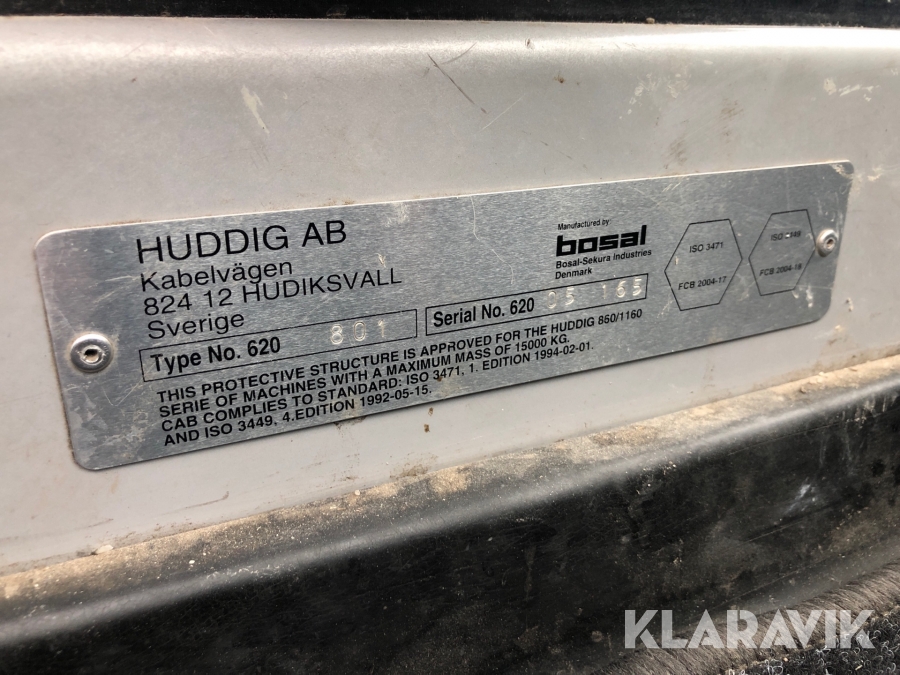 HUDDIG AB
Kabelvägen
824 12 HUDIKSVALL
Sverige
Manufactured by
bosal
Bosal-Sekura Industries
Denmark
ISO 3471
FCB 2004-17
ISO 3449
FCB 2004-18
Type No. 620 801
Serial No. 620 05 165
THIS PROTECTIVE STRUCTURE IS APPROVED FOR THE HUDDIG 860/1160
SERIE OF MACHINES WITH A MAXIMUM MASS OF 15000 KG.
CAB COMPLIES TO STANDARD: ISO 3471, 1. EDITION 1994-02-01.
AND ISO 3449, 4.EDITION 1992-05-15.
KLARAVIK